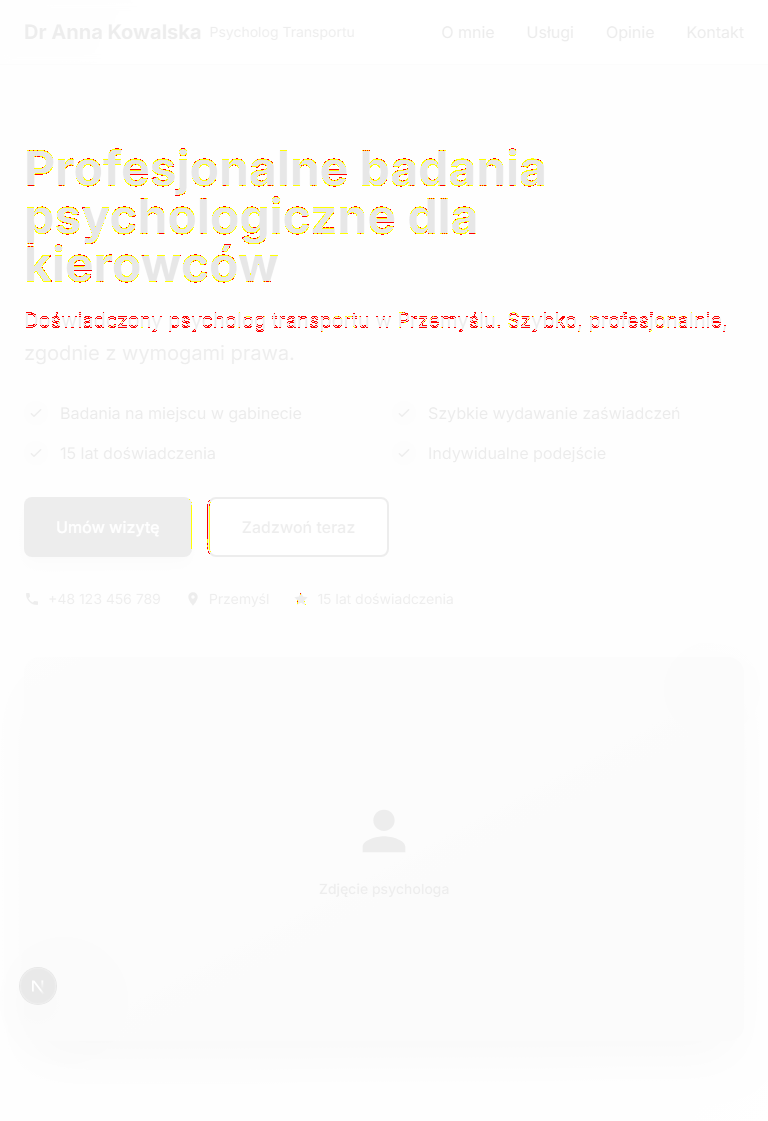 Dr Anna Kowalska Psycholog Transportu O mnie Usługi Opinie Kontakt
Profesjonalne badania
psychologiczne dla
kierowców
Doświadczony psycholog transportu w Przemyślu. Szybko, profesjonalnie,
zgodnie z wymogami prawa.
Badania na miejscu w gabinecie Szybkie wydawanie zaświadczeń
15 lat doświadczenia Indywidualne podejście
Umów wizytę Zadzwoń teraz
+48 123 456 789 Przemyśl 15 lat doświadczenia
Zdjęcie psychologa
N